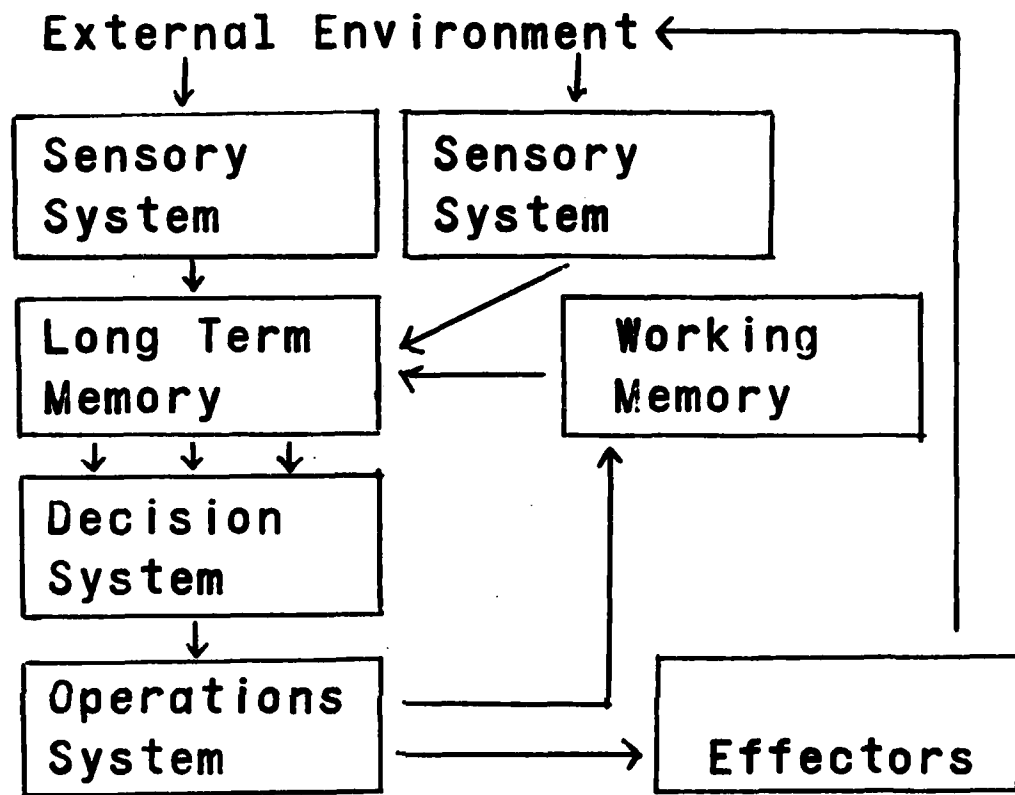 External Environment
Sensory
System
Sensory
System
Long Term
Memory
Working
Memory
Decision
System
Operations
System
Effectors